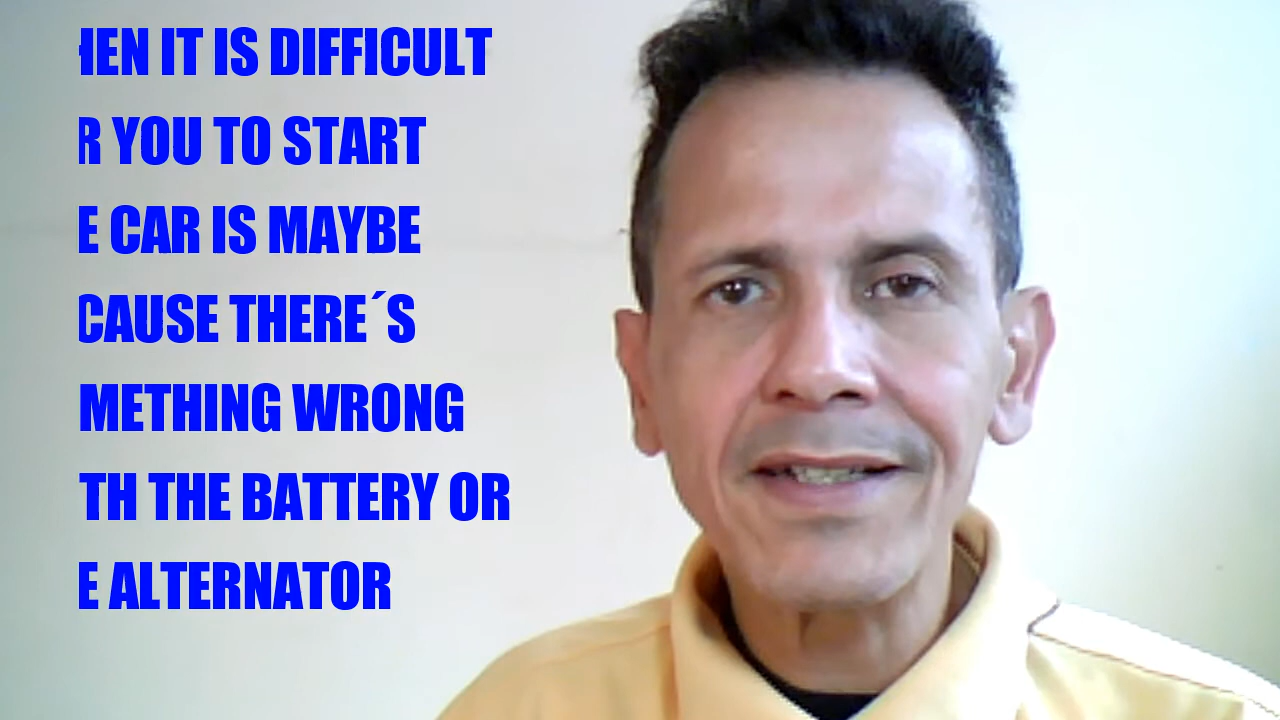 HEN IT IS DIFFICULT
R YOU TO START
E CAR IS MAYBE
CAUSE THERE´S
METHING WRONG
TH THE BATTERY OR
E ALTERNATOR